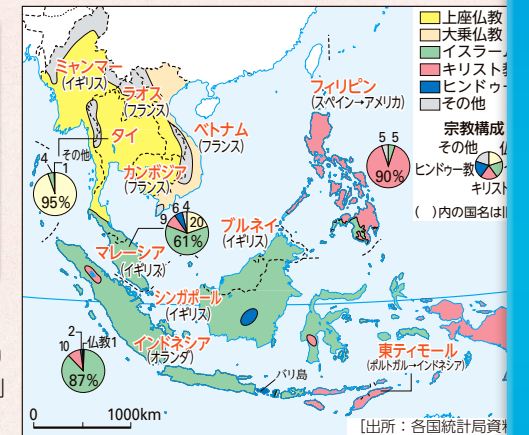 上座仏教
大乗仏教
イスラーム
キリスト教
ヒンドゥー
その他
宗教構成
その他 仏
ヒンドゥー教 イ
キリスト
( )内の国名は旧
ミャンマー
(イギリス)
ラオス
(フランス)
タイ
ベトナム
(フランス)
カンボジア
(フランス)
フィリピン
(スペイン→アメリカ)
5 5
90%
4 その他
1
95%
9 6 4
20
61%
マレーシア
(イギリス)
ブルネイ
(イギリス)
シンガポール
(イギリス)
インドネシア
(オランダ)
2 仏教1
10
87%
バリ島
東ティモール
(ポルトガル→インドネシア)
0 1000km
[出所:各国統計局資料